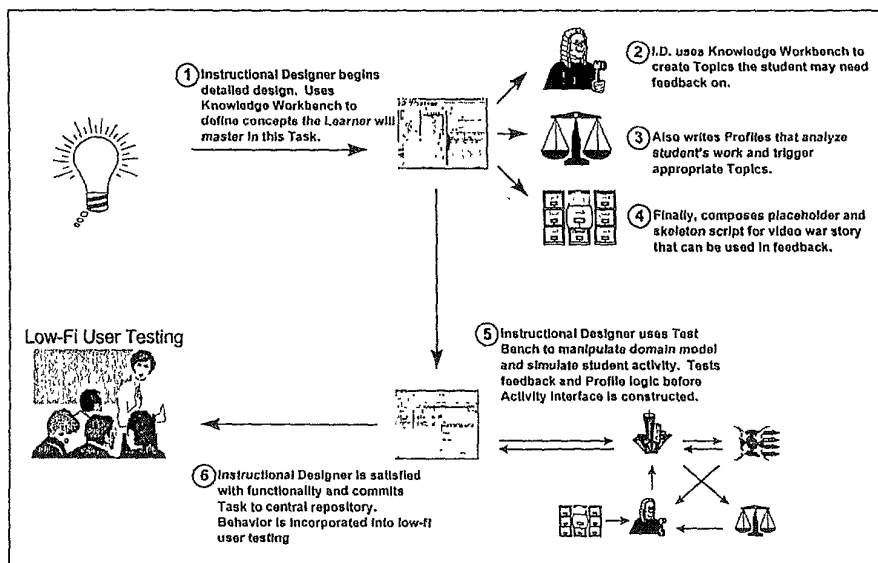 1 Instructional Designer begins
detailed design. Uses
Knowledge Workbench to
define concepts the Learner will
master in this Task.
2 I.D. uses Knowledge Workbench to
create Topics the student may need
feedback on.
3 Also writes Profiles that analyze
student's work and trigger
appropriate Topics.
4 Finally, composes placeholder and
skeleton script for video war story
that can be used in feedback.
Low-Fi User Testing
5 Instructional Designer uses Test
Bench to manipulate domain model
and simulate student activity. Tests
feedback and Profile logic before
Activity Interface is constructed.
6 Instructional Designer is satisfied
with functionality and commits
Task to central repository.
Behavior is incorporated into low-fi
user testing